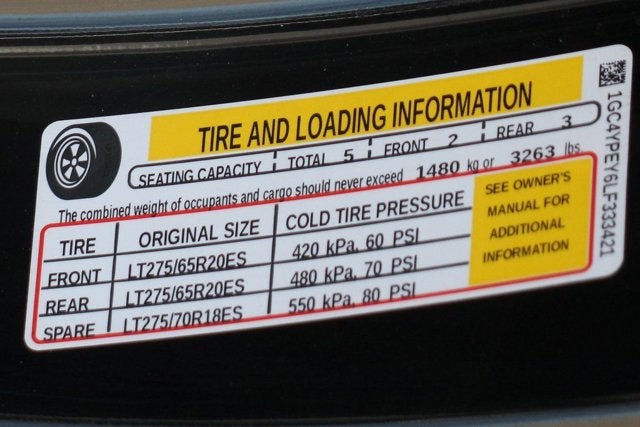 TIRE AND LOADING INFORMATION
SEATING CAPACITY TOTAL 5 FRONT 2 REAR 3
The combined weight of occupants and cargo should never exceed 1480 kg or 3263 lbs
TIRE ORIGINAL SIZE COLD TIRE PRESSURE
FRONT LT275/65R20ES 420 kPa, 60 PSI
REAR LT275/65R20ES 480 kPa, 70 PSI
SPARE LT275/70R18ES 550 kPa, 80 PSI
SEE OWNER'S
MANUAL FOR
ADDITIONAL
INFORMATION
1GC4YPEY6LF333421